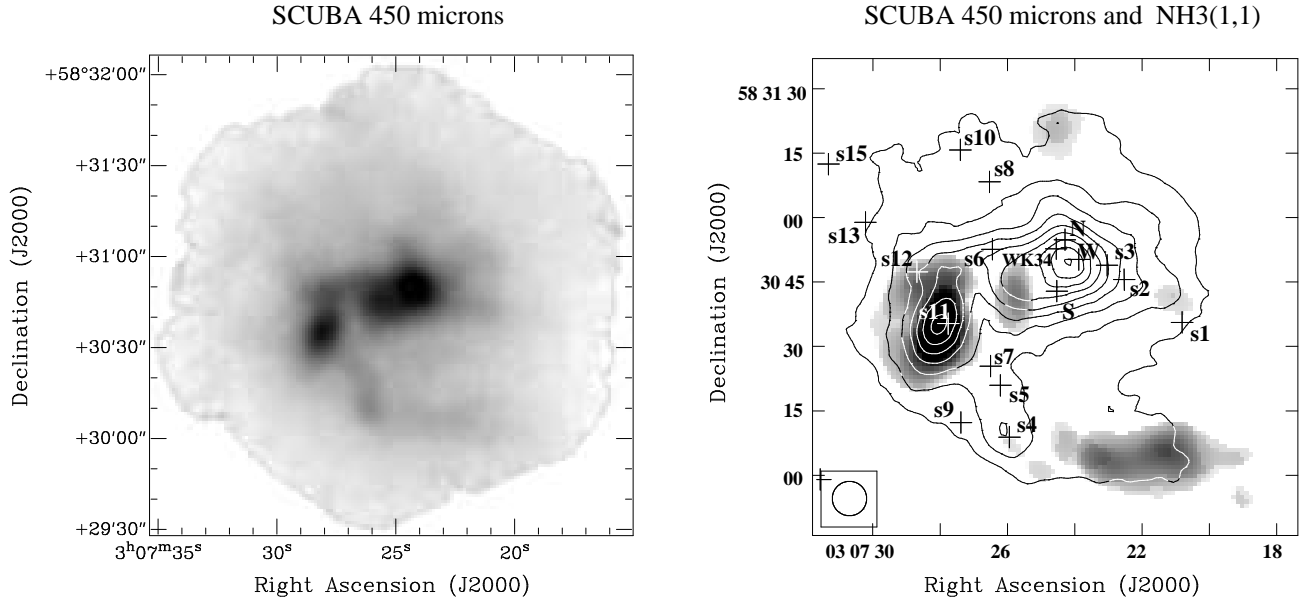 SCUBA 450 microns
+58°32′00″
+31′30″
+31′00″
+30′30″
+30′00″
+29′30″
3ʰ07ᵐ35ˢ
30ˢ
25ˢ
20ˢ
Declination (J2000)
Right Ascension (J2000)
SCUBA 450 microns and NH3(1,1)
58 31 30
15
00
30 45
30
15
00
s10
s15
s8
s13
N
W
s3
s12
s6
WK34
s2
s11
S
s1
s7
s5
s9
s4
03 07 30
26
22
18
Declination (J2000)
Right Ascension (J2000)